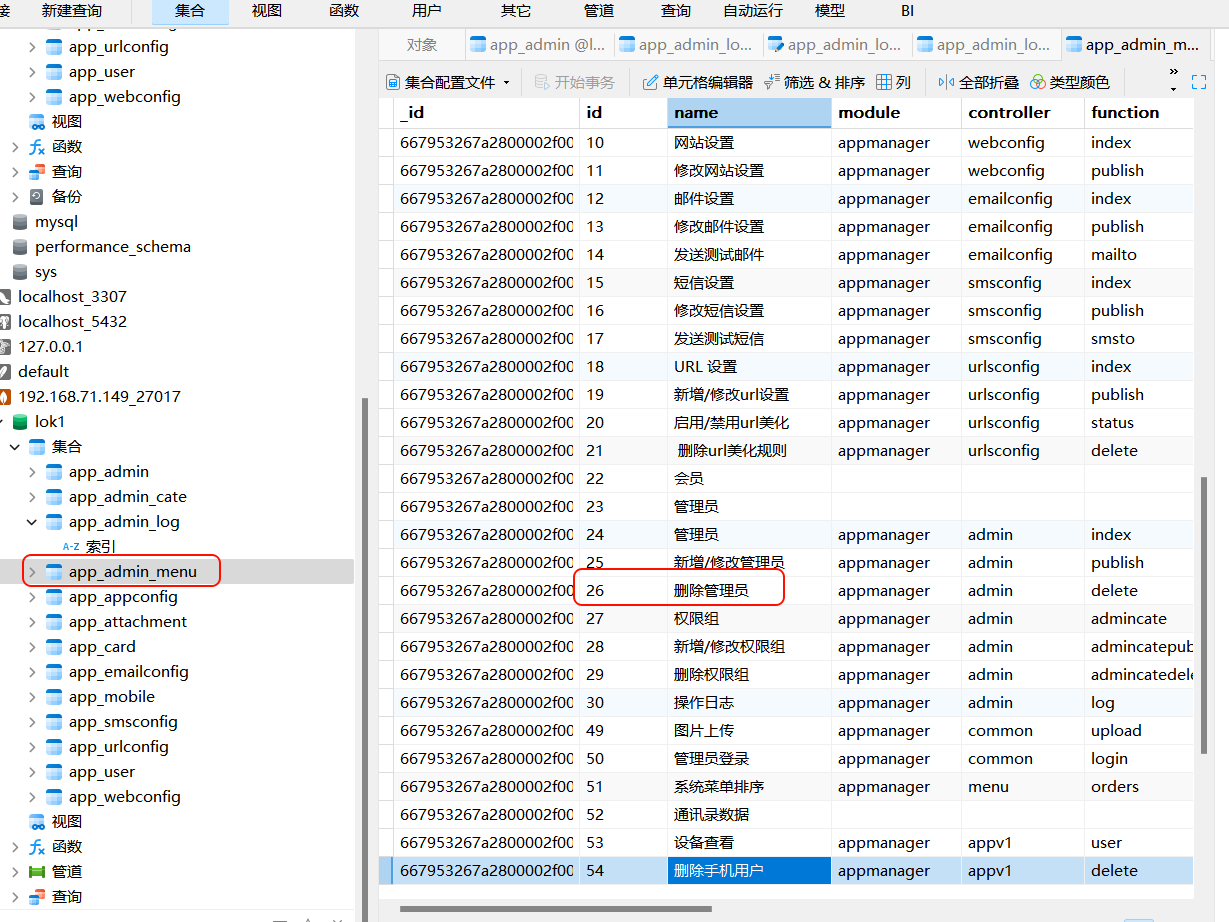 接 新建查询 集合 视图 函数 用户 其它 管道 查询 自动运行 模型 BI
app_urlconfig
app_user
app_webconfig
视图
函数
查询
备份
mysql
performance_schema
sys
localhost_3307
localhost_5432
127.0.0.1
default
192.168.71.149_27017
lok1
集合
app_admin
app_admin_cate
app_admin_log
A-Z 索引
app_admin_menu
app_appconfig
app_attachment
app_card
app_emailconfig
app_mobile
app_smsconfig
app_urlconfig
app_user
app_webconfig
视图
函数
管道
查询
对象 app_admin @l... app_admin_lo... app_admin_lo... app_admin_lo... app_admin_m...
集合配置文件 开始事务 单元格编辑器 筛选 & 排序 列 全部折叠 类型颜色 »
_id id name module controller function
667953267a2800002f00 10 网站设置 appmanager webconfig index
667953267a2800002f00 11 修改网站设置 appmanager webconfig publish
667953267a2800002f00 12 邮件设置 appmanager emailconfig index
667953267a2800002f00 13 修改邮件设置 appmanager emailconfig publish
667953267a2800002f00 14 发送测试邮件 appmanager emailconfig mailto
667953267a2800002f00 15 短信设置 appmanager smsconfig index
667953267a2800002f00 16 修改短信设置 appmanager smsconfig publish
667953267a2800002f00 17 发送测试短信 appmanager smsconfig smsto
667953267a2800002f00 18 URL 设置 appmanager urlsconfig index
667953267a2800002f00 19 新增/修改url设置 appmanager urlsconfig publish
667953267a2800002f00 20 启用/禁用url美化 appmanager urlsconfig status
667953267a2800002f00 21 删除url美化规则 appmanager urlsconfig delete
667953267a2800002f00 22 会员
667953267a2800002f00 23 管理员
667953267a2800002f00 24 管理员 appmanager admin index
667953267a2800002f00 25 新增/修改管理员 appmanager admin publish
667953267a2800002f00 26 删除管理员 appmanager admin delete
667953267a2800002f00 27 权限组 appmanager admin admincate
667953267a2800002f00 28 新增/修改权限组 appmanager admin admincatepub
667953267a2800002f00 29 删除权限组 appmanager admin admincatedele
667953267a2800002f00 30 操作日志 appmanager admin log
667953267a2800002f00 49 图片上传 appmanager common upload
667953267a2800002f00 50 管理员登录 appmanager common login
667953267a2800002f00 51 系统菜单排序 appmanager menu orders
667953267a2800002f00 52 通讯录数据
667953267a2800002f00 53 设备查看 appmanager appv1 user
667953267a2800002f00 54 删除手机用户 appmanager appv1 delete